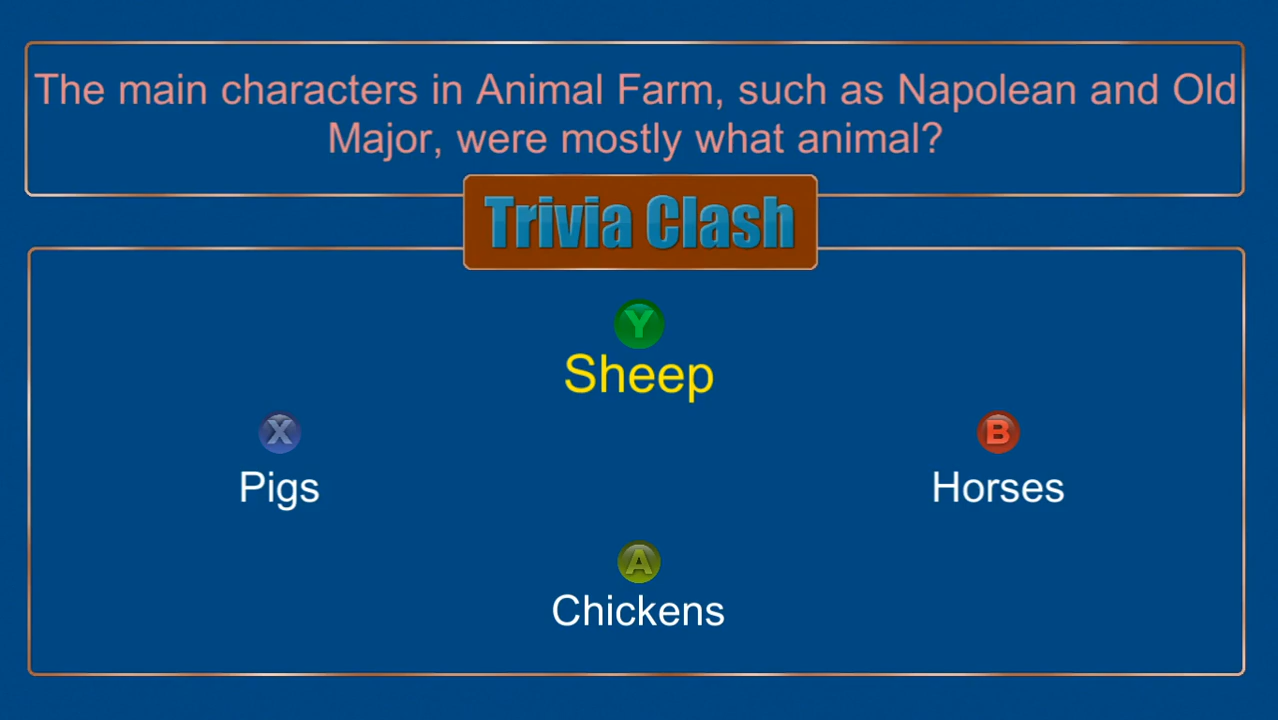 The main characters in Animal Farm, such as Napolean and Old
Major, were mostly what animal?
Trivia Clash
Y
Sheep
X
B
Pigs
Horses
A
Chickens